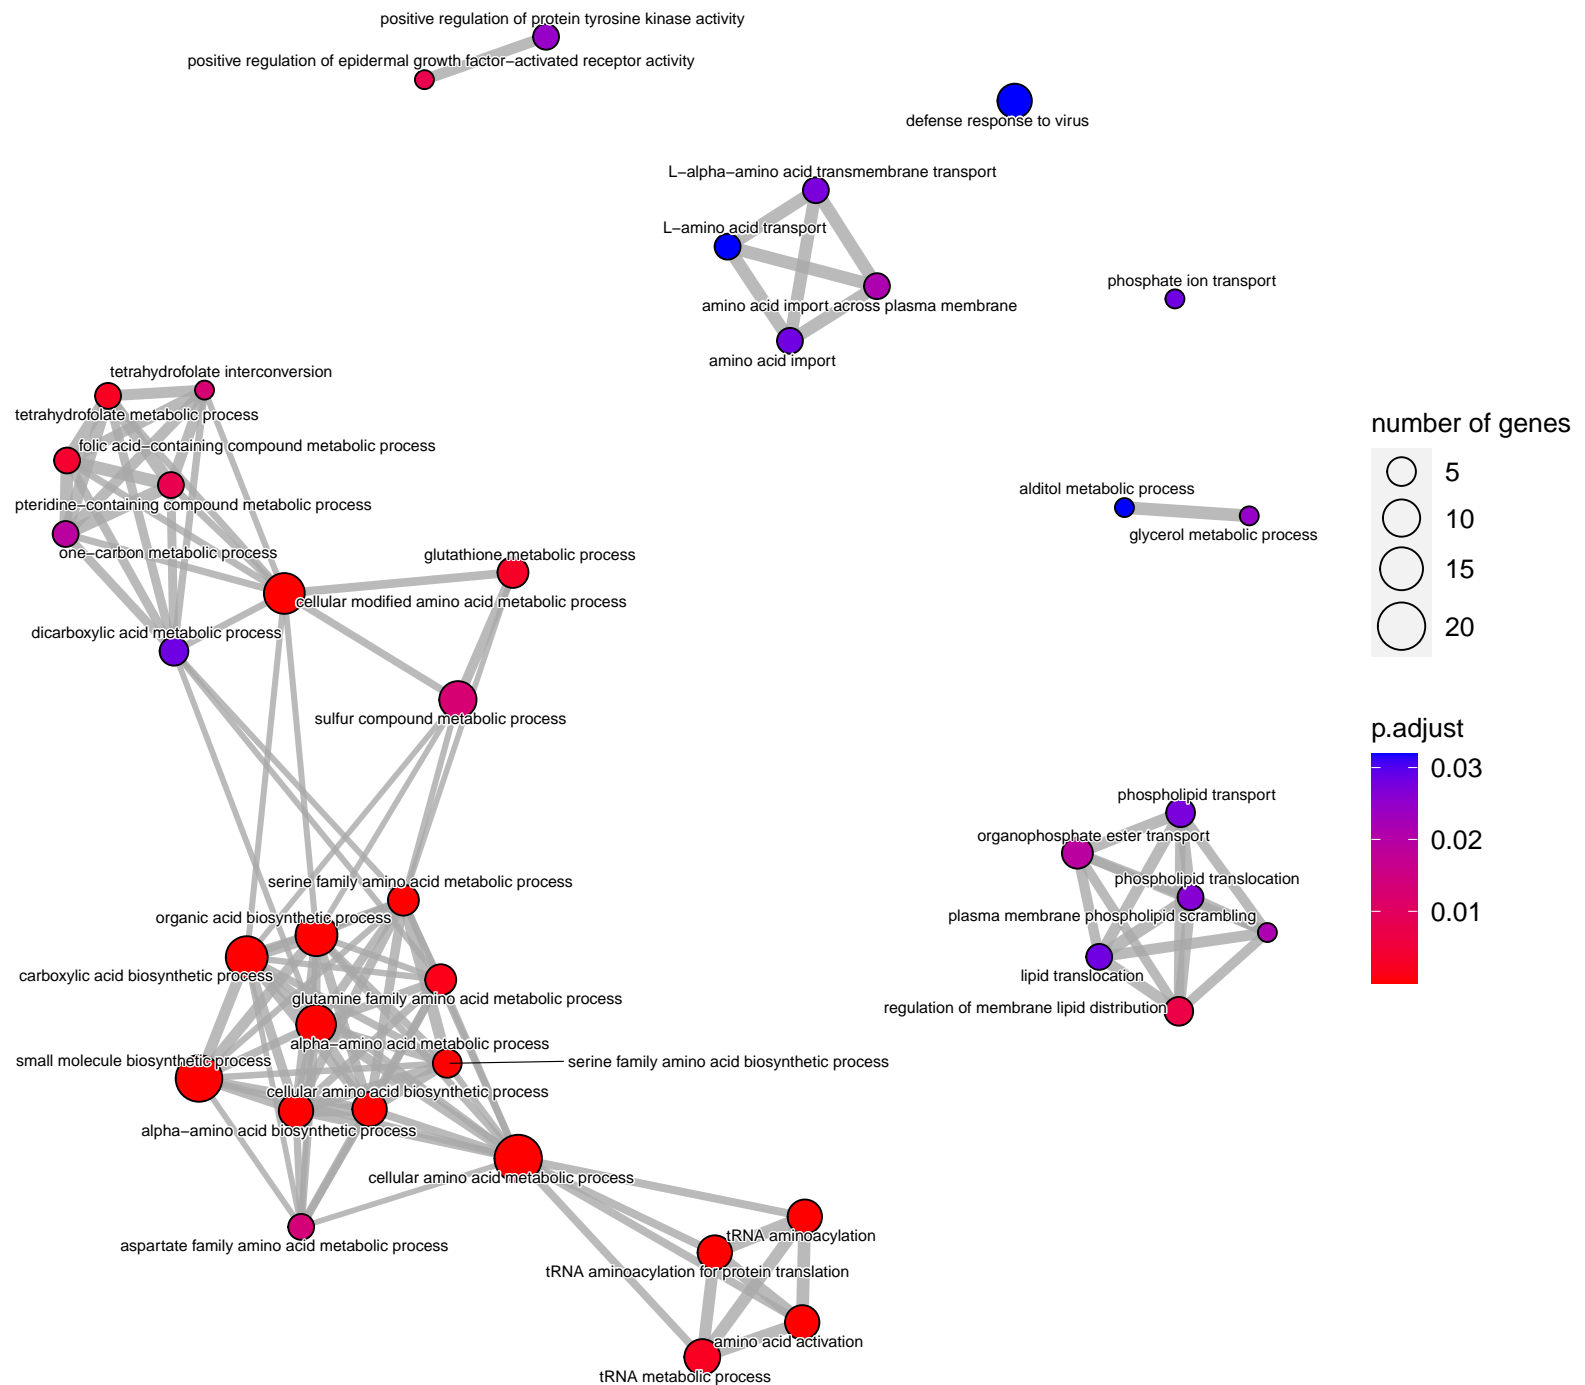 positive regulation of protein tyrosine kinase activity
positive regulation of epidermal growth factor−activated receptor activity
defense response to virus
L−alpha−amino acid transmembrane transport
L−amino acid transport
phosphate ion transport
amino acid import across plasma membrane
amino acid import
tetrahydrofolate interconversion
tetrahydrofolate metabolic process
folic acid−containing compound metabolic process
pteridine−containing compound metabolic process
one−carbon metabolic process
alditol metabolic process
glycerol metabolic process
glutathione metabolic process
cellular modified amino acid metabolic process
dicarboxylic acid metabolic process
sulfur compound metabolic process
phospholipid transport
organophosphate ester transport
phospholipid translocation
plasma membrane phospholipid scrambling
lipid translocation
regulation of membrane lipid distribution
serine family amino acid metabolic process
organic acid biosynthetic process
carboxylic acid biosynthetic process
glutamine family amino acid metabolic process
alpha−amino acid metabolic process
small molecule biosynthetic process
serine family amino acid biosynthetic process
cellular amino acid biosynthetic process
alpha−amino acid biosynthetic process
cellular amino acid metabolic process
aspartate family amino acid metabolic process
tRNA aminoacylation
tRNA aminoacylation for protein translation
amino acid activation
tRNA metabolic process
number of genes
5
10
15
20
p.adjust
0.03
0.02
0.01